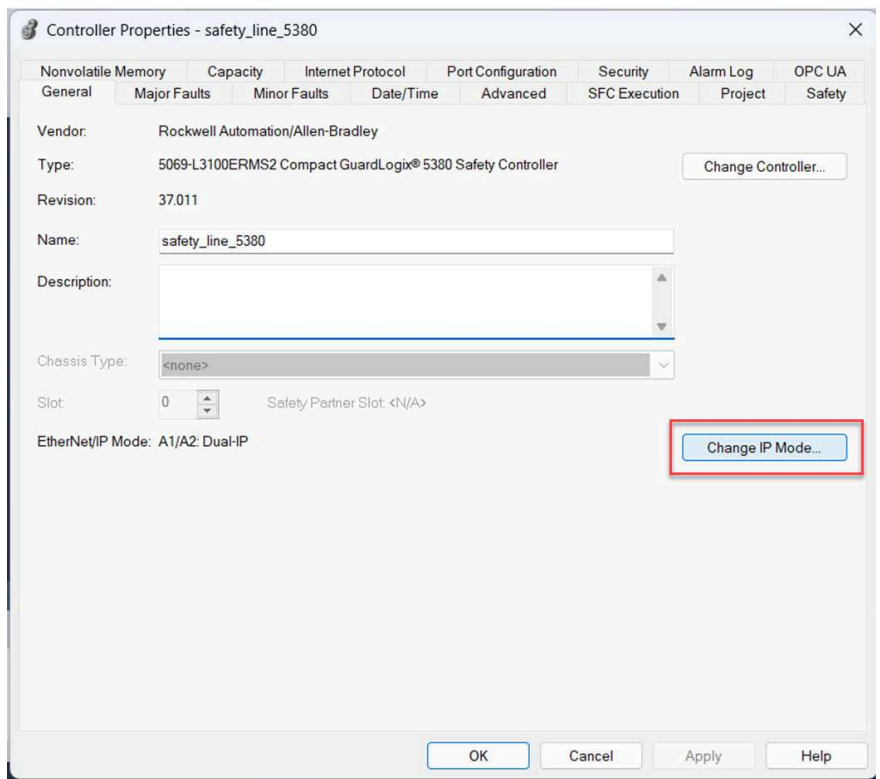 Controller Properties - safety_line_5380
Nonvolatile Memory Capacity Internet Protocol Port Configuration Security Alarm Log OPC UA
General Major Faults Minor Faults Date/Time Advanced SFC Execution Project Safety
Vendor: Rockwell Automation/Allen-Bradley
Type: 5069-L3100ERMS2 Compact GuardLogix® 5380 Safety Controller Change Controller...
Revision: 37.011
Name: safety_line_5380
Description:
Chassis Type: <none>
Slot: 0 Safety Partner Slot: <N/A>
EtherNet/IP Mode: A1/A2: Dual-IP Change IP Mode...
OK Cancel Apply Help